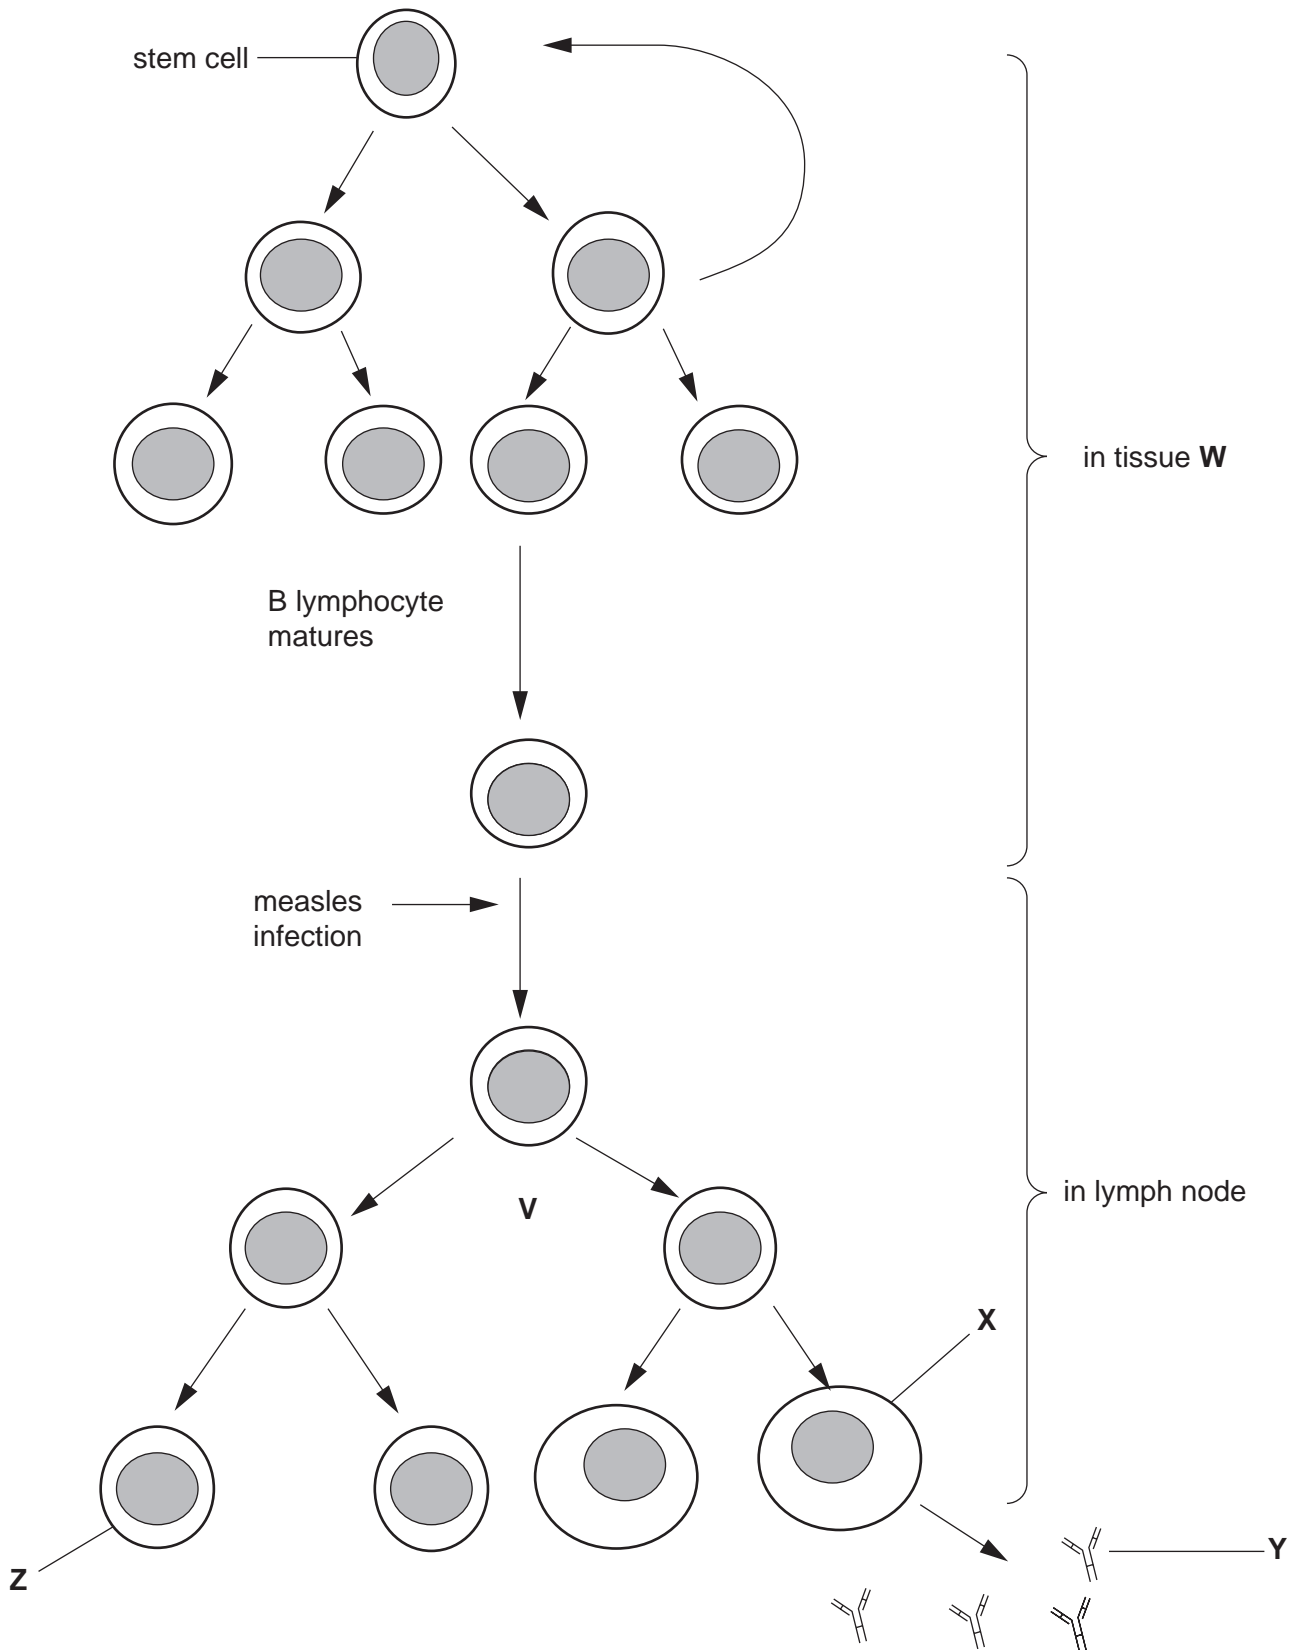 stem cell
in tissue W
B lymphocyte
matures
measles
infection
V
in lymph node
X
Y
Z